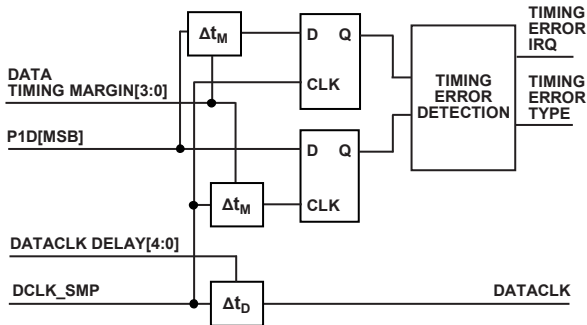 TIMING
ERROR
IRQ
Δt_M
D Q
CLK
DATA
TIMING MARGIN[3:0]
TIMING
ERROR
DETECTION
TIMING
ERROR
TYPE
P1D[MSB]
D Q
CLK
Δt_M
DATACLK DELAY[4:0]
DCLK_SMP
Δt_D
DATACLK